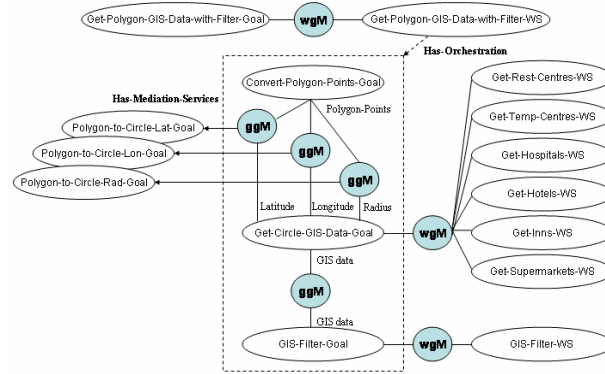 Get-Polygon-GIS-Data-with-Filter-Goal
wgM
Get-Polygon-GIS-Data-with-Filter-WS
Has-Orchestration
Has-Mediation-Services
Convert-Polygon-Points-Goal
Polygon-Points
Get-Rest-Centres-WS
Get-Temp-Centres-WS
Get-Hospitals-WS
Get-Hotels-WS
Get-Inns-WS
Get-Supermarkets-WS
Polygon-to-Circle-Lat-Goal
ggM
Polygon-to-Circle-Lon-Goal
ggM
Polygon-to-Circle-Rad-Goal
ggM
Latitude
Longitude
Radius
Get-Circle-GIS-Data-Goal
wgM
GIS data
ggM
GIS data
GIS-Filter-Goal
wgM
GIS-Filter-WS